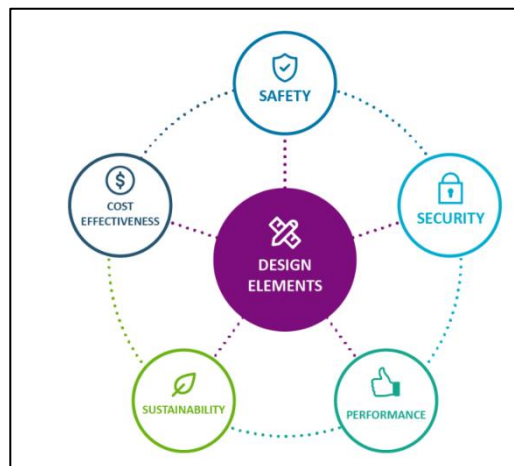 SAFETY
$
COST
EFFECTIVENESS
SECURITY
DESIGN
ELEMENTS
SUSTAINABILITY
PERFORMANCE